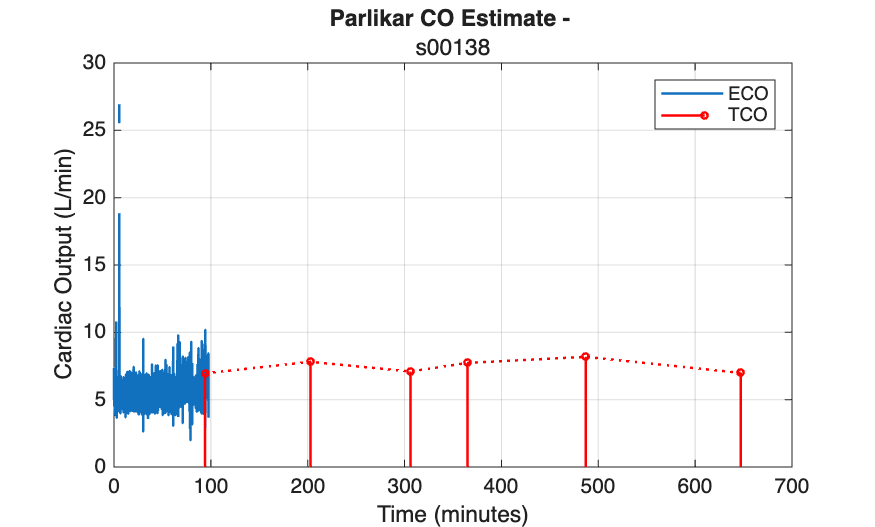 Parlikar CO Estimate -
s00138
30
25
20
15
10
5
0
Cardiac Output (L/min)
ECO
TCO
0 100 200 300 400 500 600 700
Time (minutes)